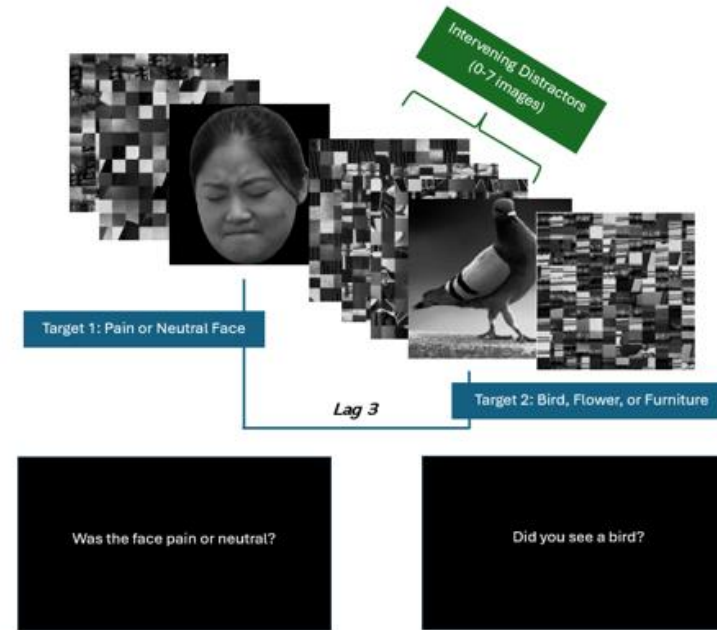 Intervening Distractors
(0-7 images)
Target 1: Pain or Neutral Face
Lag 3
Target 2: Bird, Flower, or Furniture
Was the face pain or neutral?
Did you see a bird?